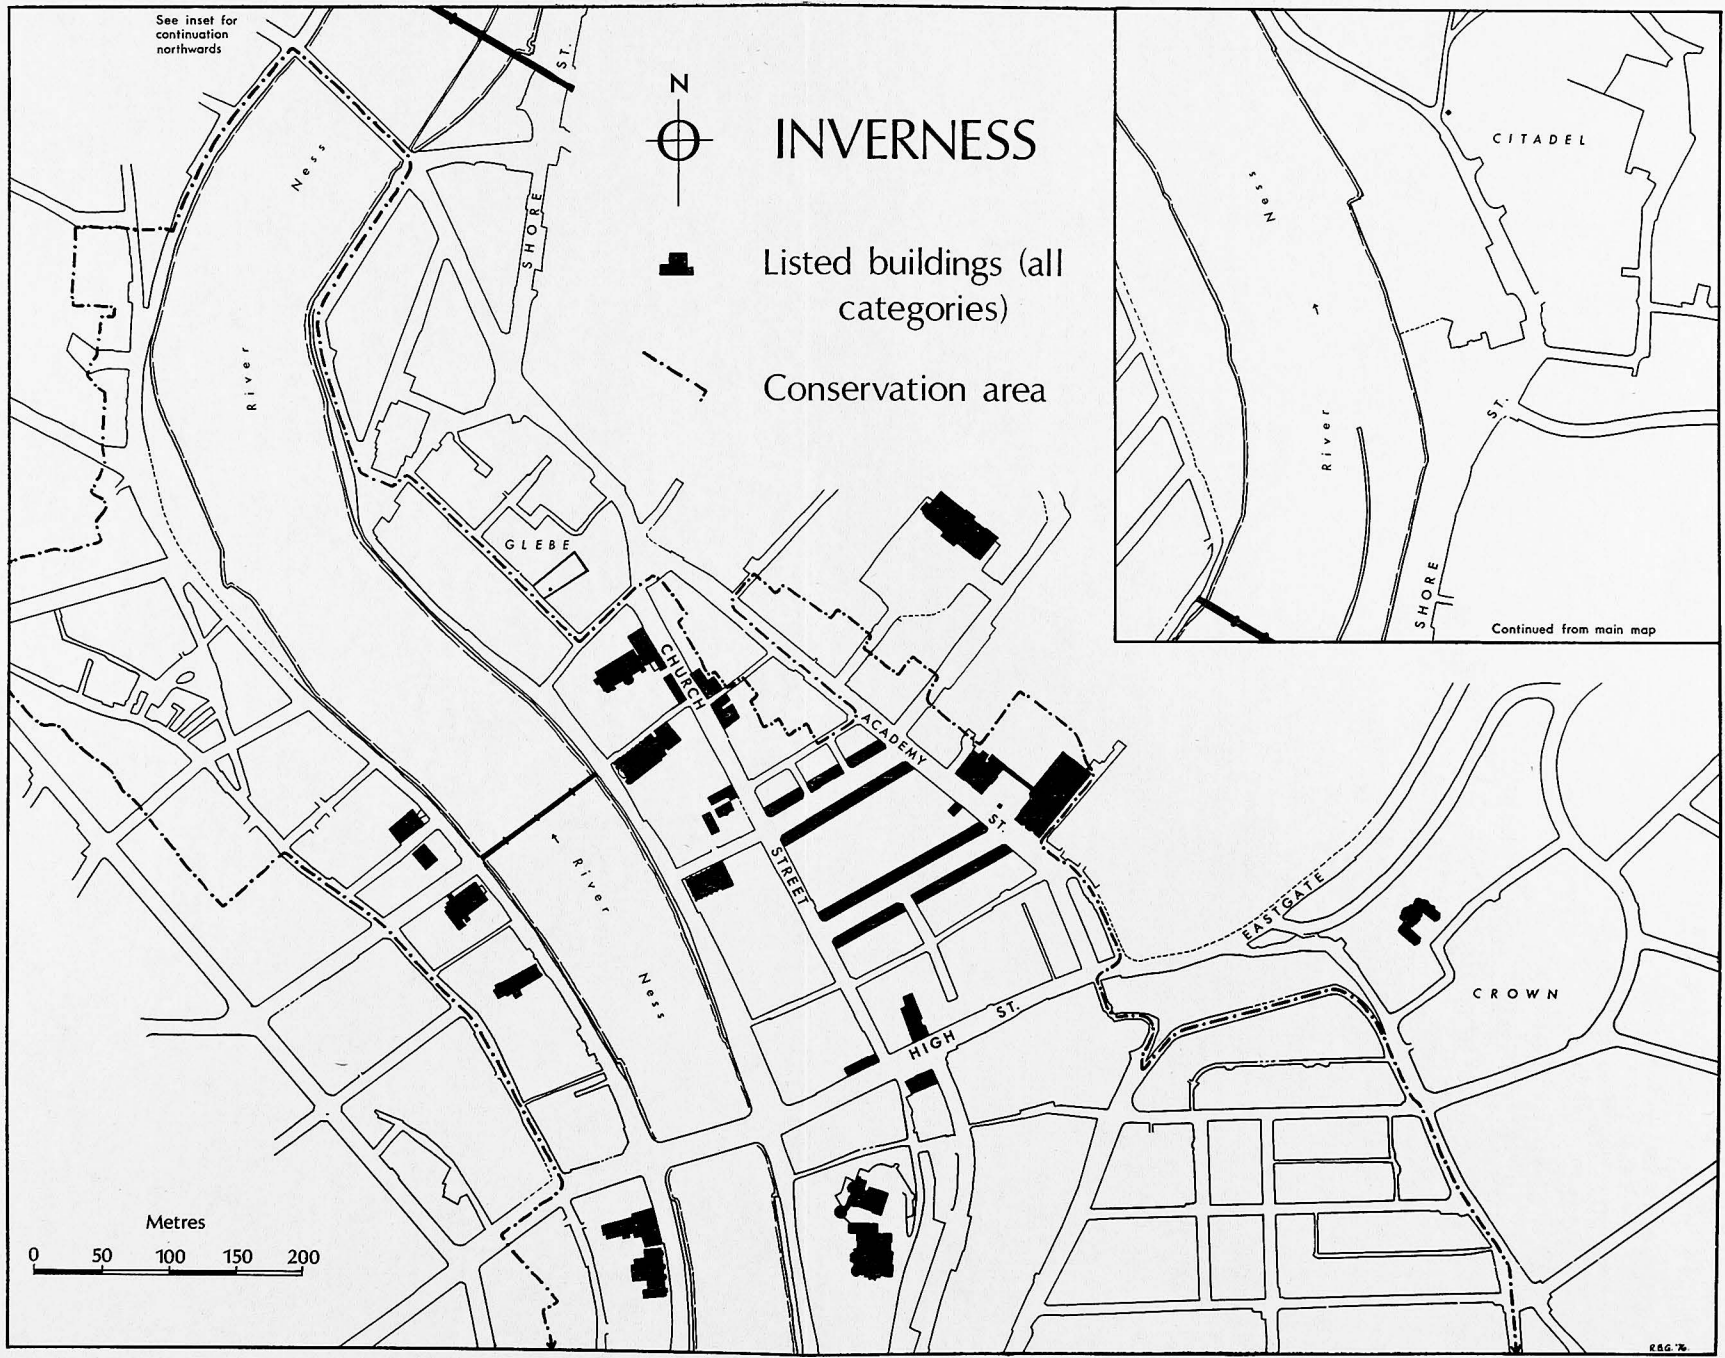 See inset for
continuation
northwards
N
INVERNESS
Listed buildings (all
categories)
Conservation area
SHORE ST.
River Ness
GLEBE
CHURCH STREET
ACADEMY ST.
River Ness
HIGH ST.
EASTGATE
CROWN
Metres
0 50 100 150 200
CITADEL
River Ness
SHORE ST.
Continued from main map
R.B.G. '76.